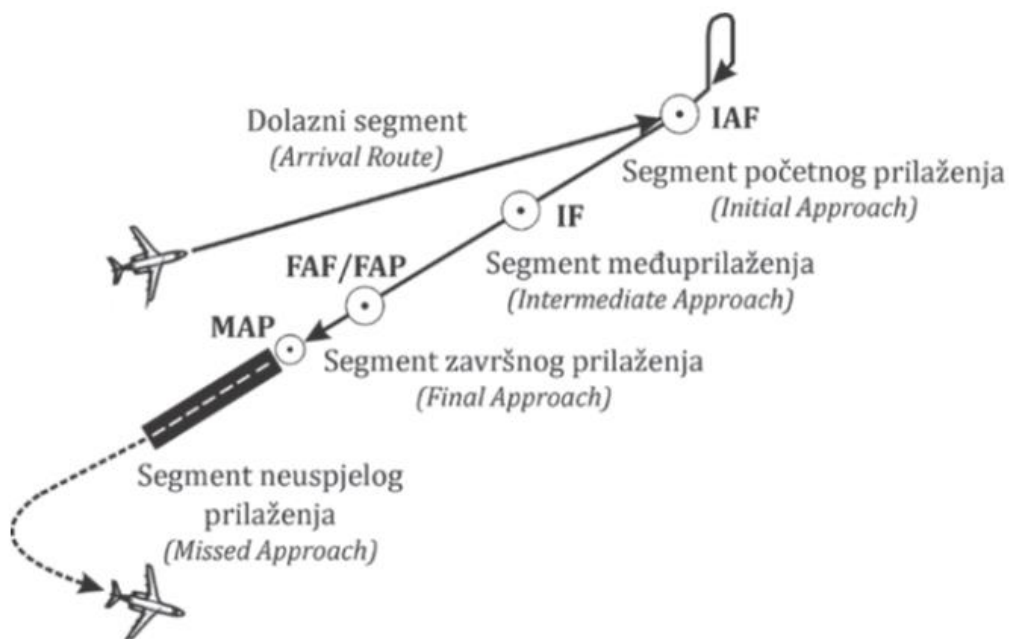 Dolazni segment
(Arrival Route)
IAF
Segment početnog prilaženja
(Initial Approach)
IF
FAF/FAP
Segment međuprilaženja
(Intermediate Approach)
MAP
Segment završnog prilaženja
(Final Approach)
Segment neuspjelog
prilaženja
(Missed Approach)